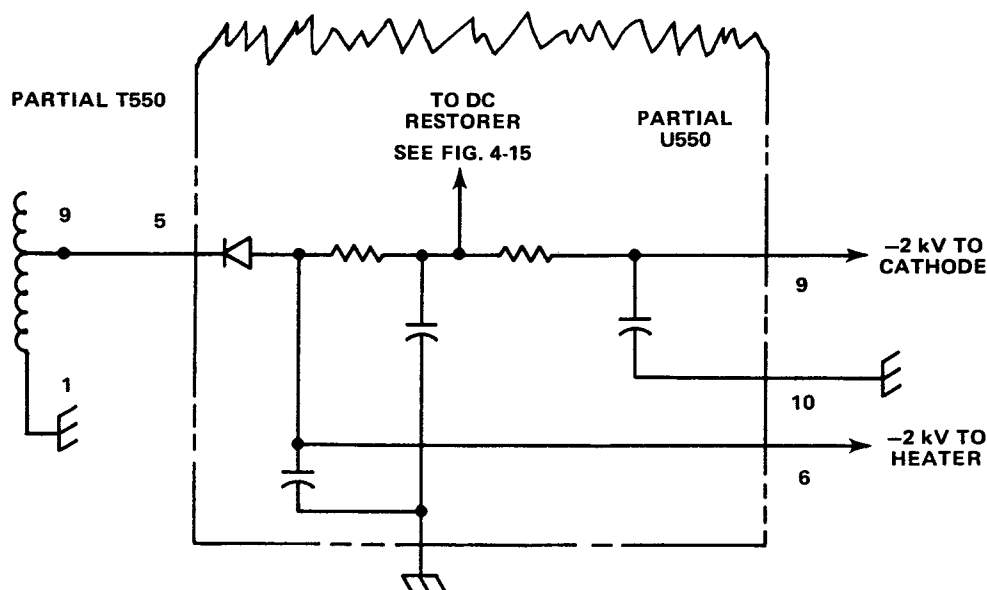 PARTIAL T550
TO DC
RESTORER
SEE FIG. 4-15
PARTIAL
U550
9
5
–2 kV TO
CATHODE
9
1
10
–2 kV TO
HEATER
6